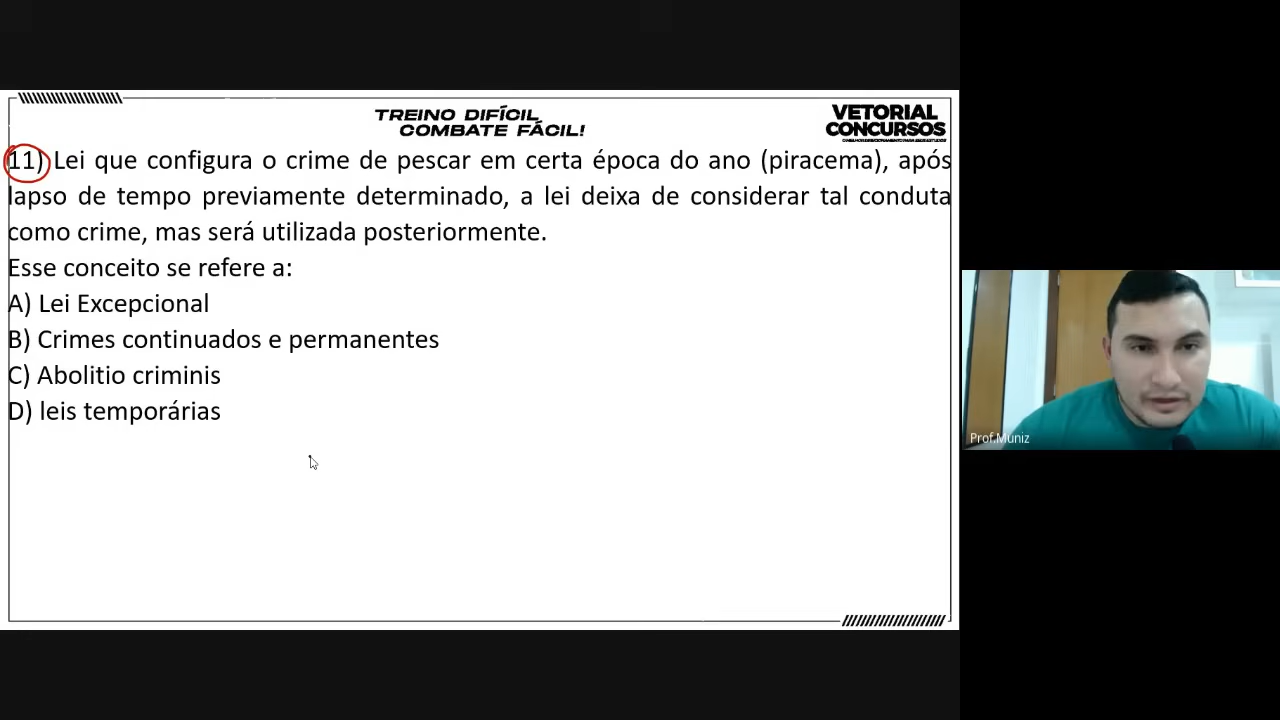 TREINO DIFÍCIL
COMBATE FÁCIL!
VETORIAL
CONCURSOS
11) Lei que configura o crime de pescar em certa época do ano (piracema), após
lapso de tempo previamente determinado, a lei deixa de considerar tal conduta
como crime, mas será utilizada posteriormente.
Esse conceito se refere a:
A) Lei Excepcional
B) Crimes continuados e permanentes
C) Abolitio criminis
D) leis temporárias
Prof.Muniz